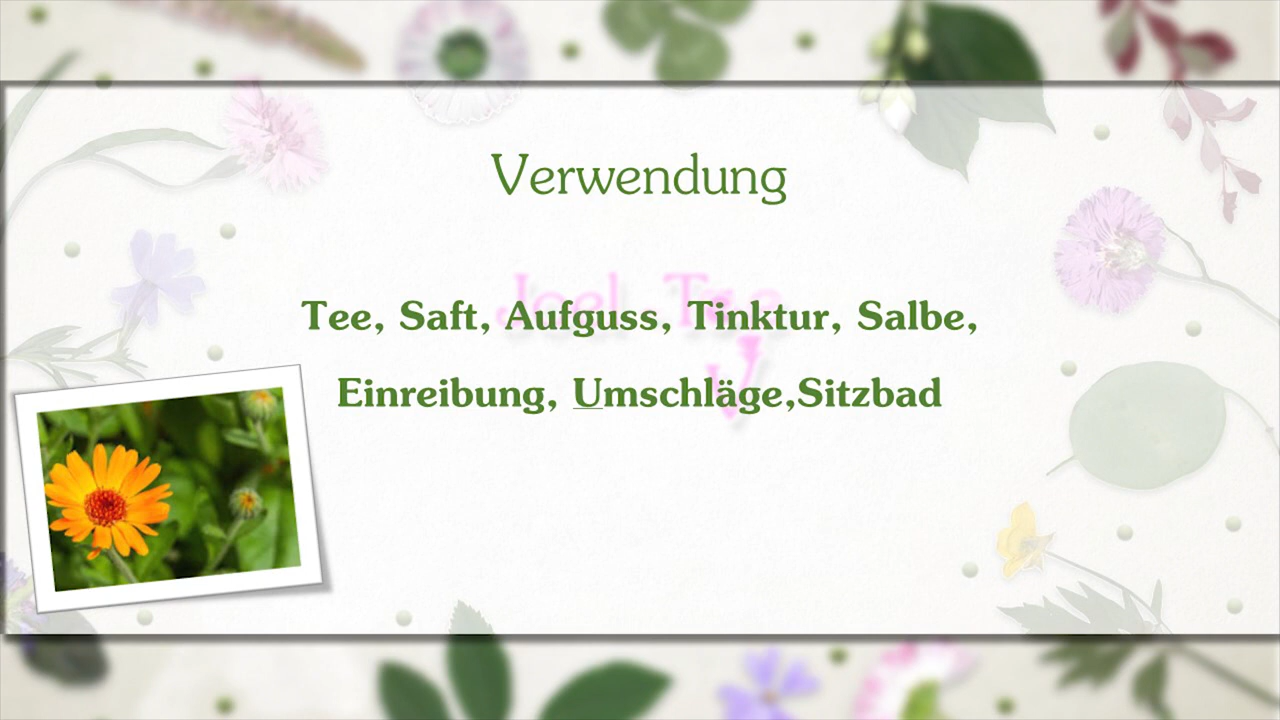 Verwendung
Tee, Saft, Aufguss, Tinktur, Salbe,
Einreibung, Umschläge,Sitzbad